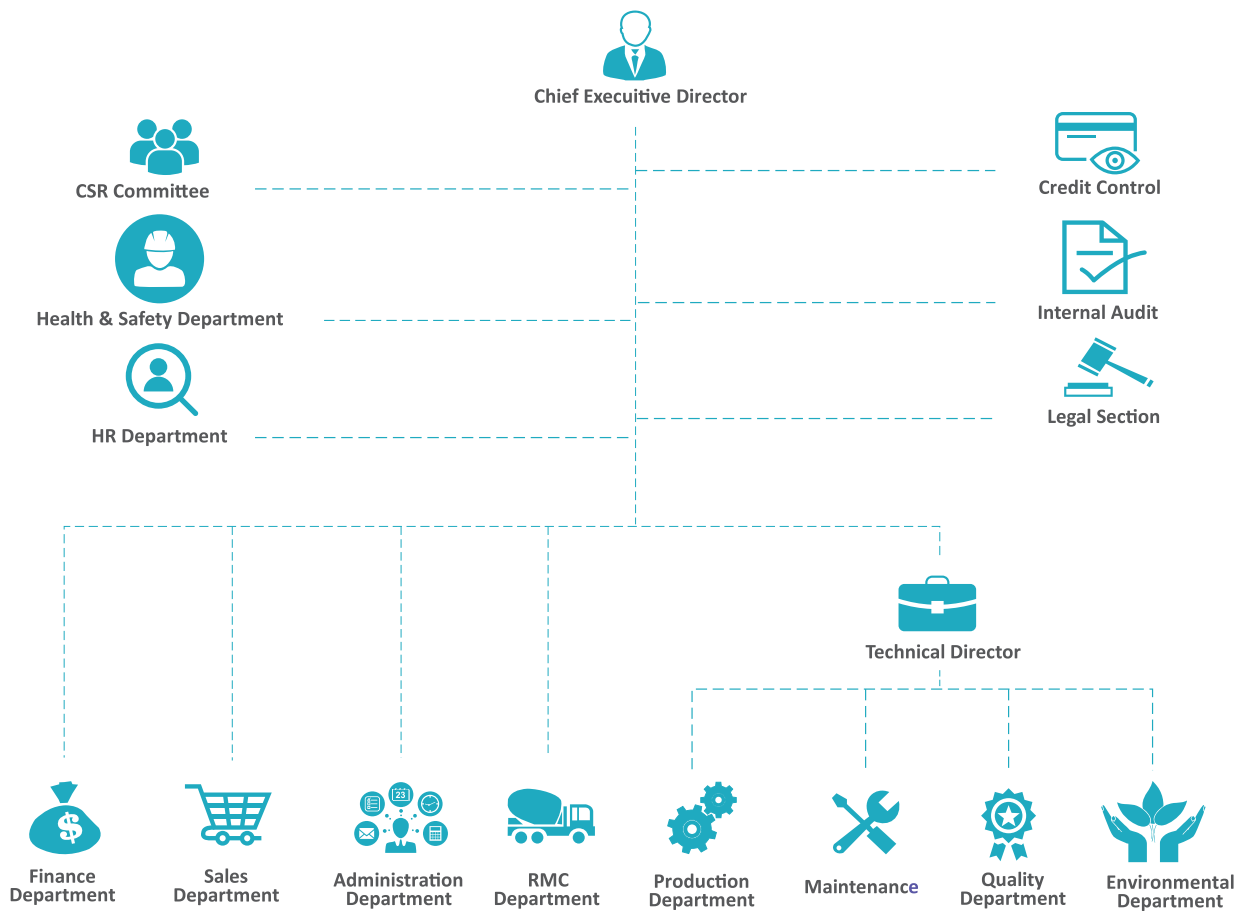 Chief Execuitive Director
CSR Committee
Credit Control
Health & Safety Department
Internal Audit
HR Department
Legal Section
Technical Director
Finance
Department
Sales
Department
23
Administration
Department
RMC
Department
Production
Department
Maintenance
Quality
Department
Environmental
Department
$